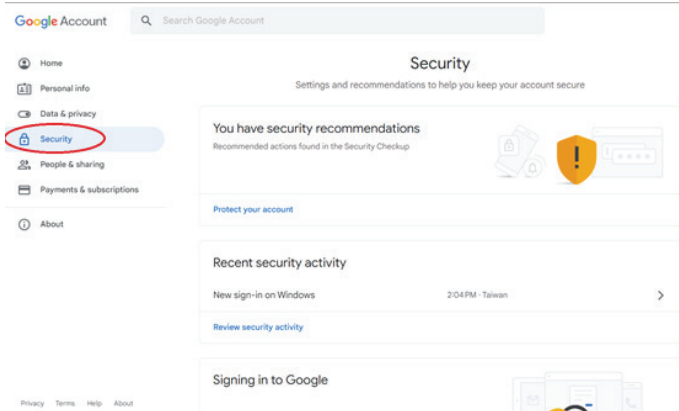 Google Account
Search Google Account
Home
Personal info
Data & privacy
Security
People & sharing
Payments & subscriptions
About
Privacy Terms Help About
Security
Settings and recommendations to help you keep your account secure
You have security recommendations
Recommended actions found in the Security Checkup
Protect your account
Recent security activity
New sign-in on Windows 2:04 PM · Taiwan
Review security activity
Signing in to Google